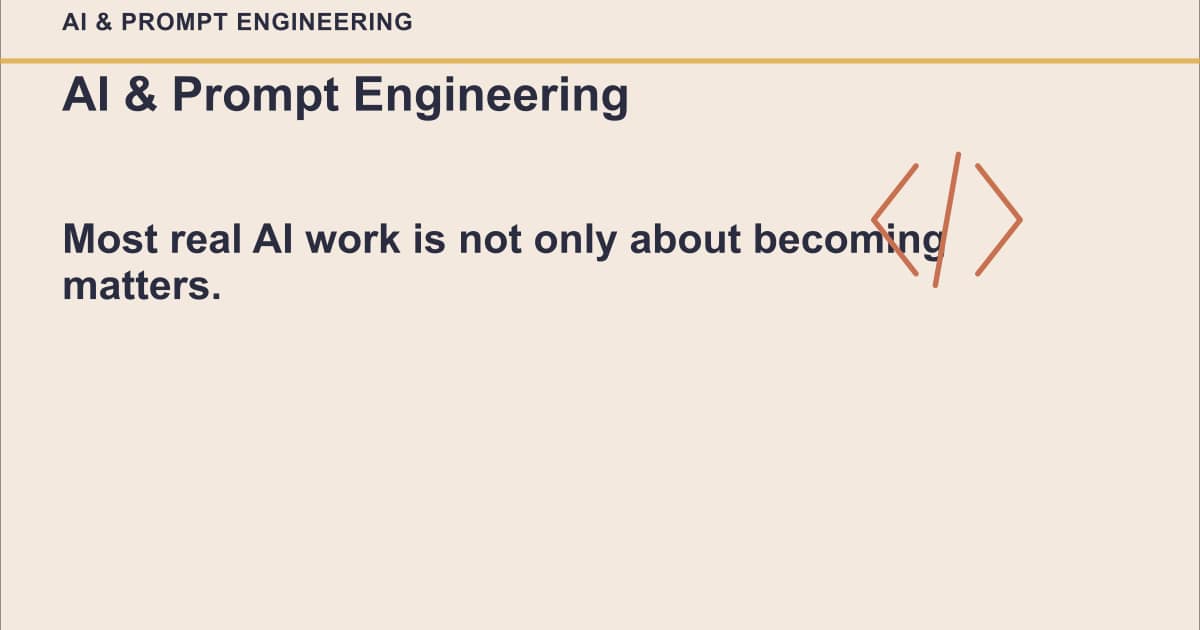 AI & PROMPT ENGINEERING
AI & Prompt Engineering
Most real AI work is not only about becoming
matters.